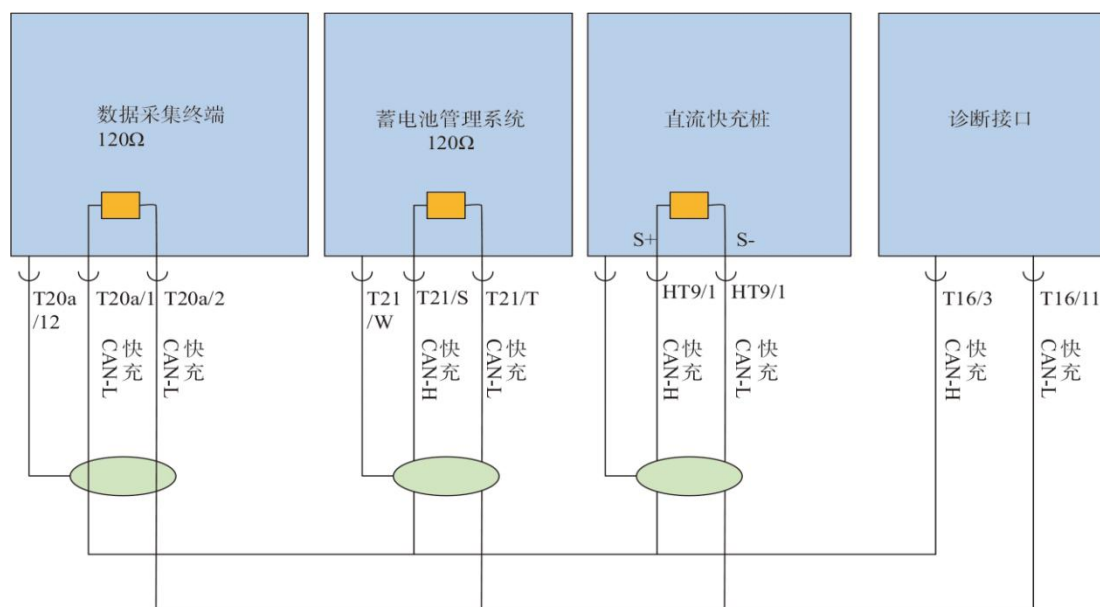 数据采集终端
120Ω
蓄电池管理系统
120Ω
直流快充桩
诊断接口
S+
S-
T20a
/12
T20a/1
T20a/2
T21
/W
T21/S
T21/T
HT9/1
HT9/1
T16/3
T16/11
快充
CAN-L
快充
CAN-L
快充
CAN-H
快充
CAN-L
快充
CAN-H
快充
CAN-L
快充
CAN-H
快充
CAN-L